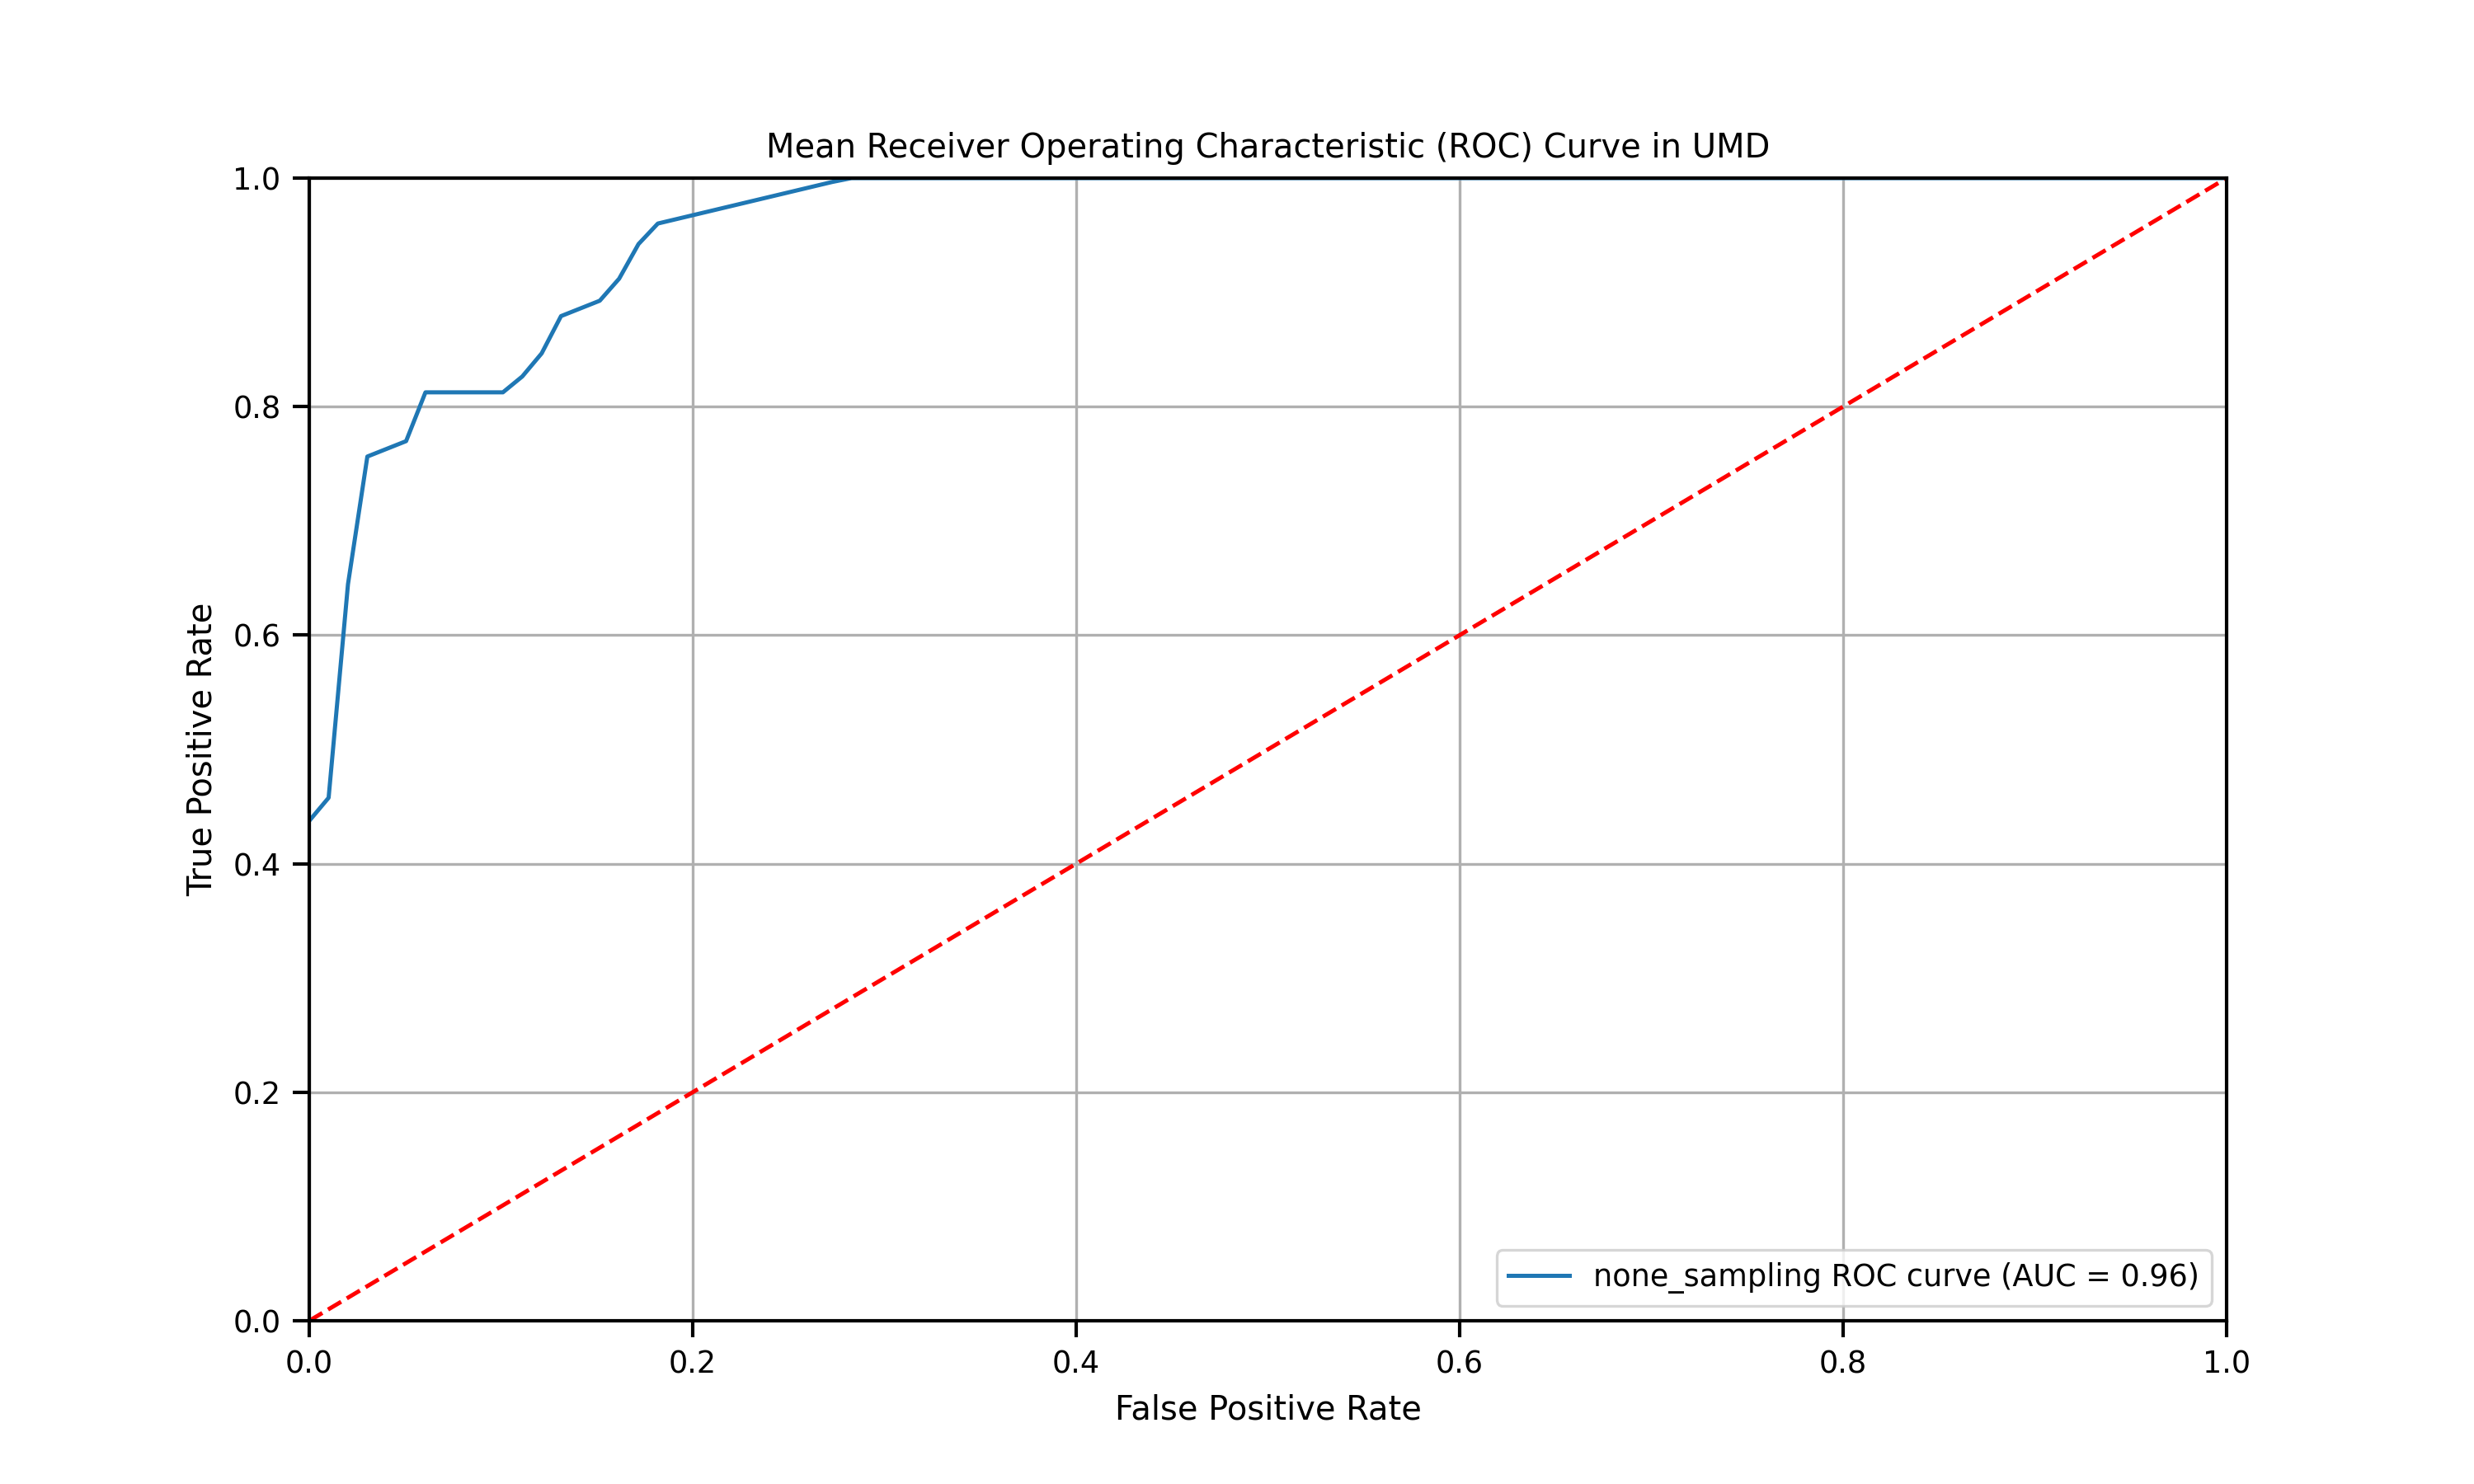 Mean Receiver Operating Characteristic (ROC) Curve in UMD
1.0
0.8
0.6
0.4
0.2
0.0
True Positive Rate
none_sampling ROC curve (AUC = 0.96)
0.0 0.2 0.4 0.6 0.8 1.0
False Positive Rate